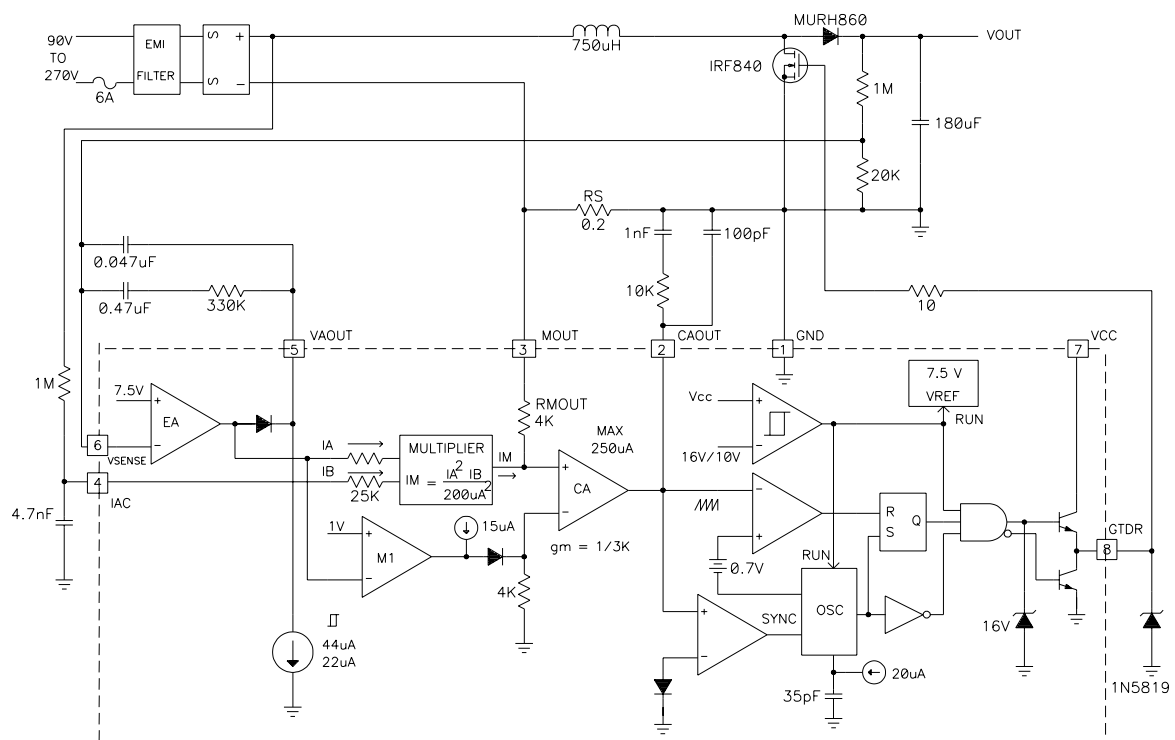 MURH860
VOUT
90V
TO
270V
6A
EMI
FILTER
S
S
+
-
750uH
IRF840
1M
180uF
20K
RS
0.2
1nF
100pF
10K
0.047uF
0.47uF
330K
10
VAOUT
5
MOUT
3
CAOUT
2
GND
1
VCC
7
1M
7.5V
+
EA
-
6
VSENSE
4
IAC
4.7nF
IA
IB
25K
MULTIPLIER
IM = IA² IB
200uA²
IM
RMOUT
4K
MAX
250uA
+
CA
-
gm = 1/3K
1V
+
M1
-
15uA
4K
44uA
22uA
Vcc
+
-
16V/10V
7.5 V
VREF
RUN
-
+
0.7V
R
S
Q
RUN
OSC
SYNC
+
-
20uA
35pF
16V
GTDR
8
1N5819